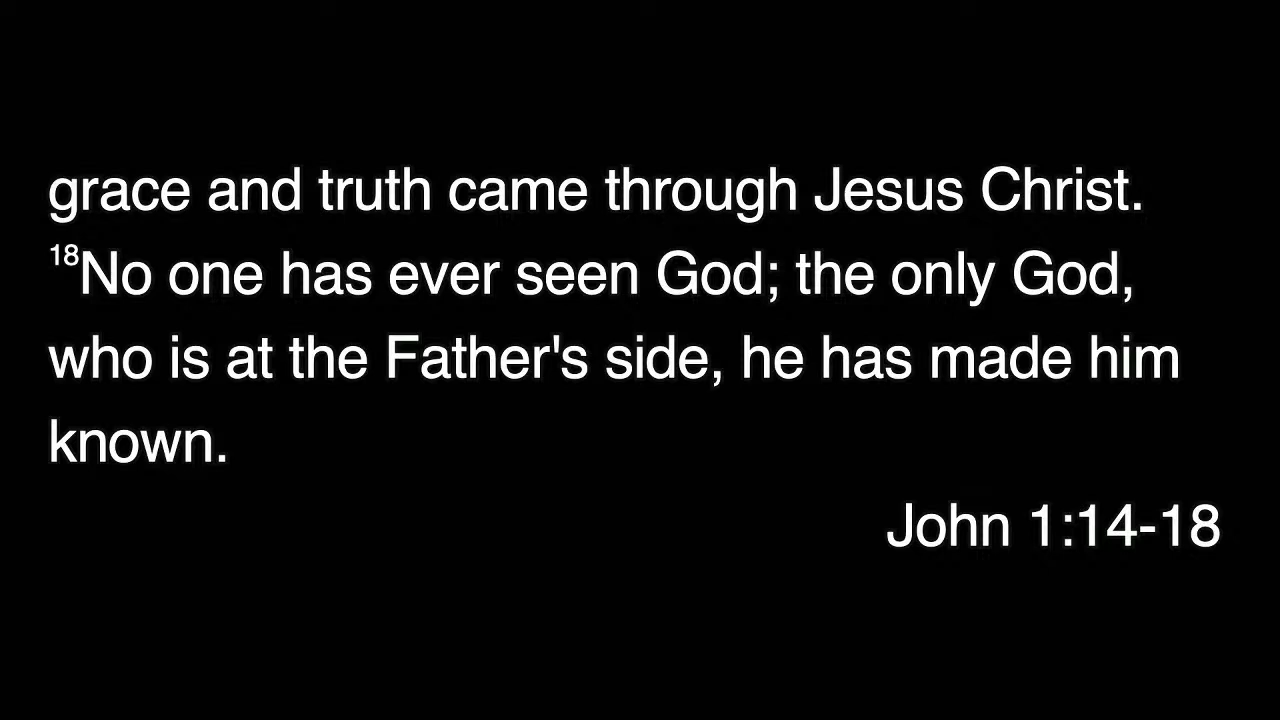 grace and truth came through Jesus Christ.
18No one has ever seen God; the only God,
who is at the Father's side, he has made him
known.
John 1:14-18